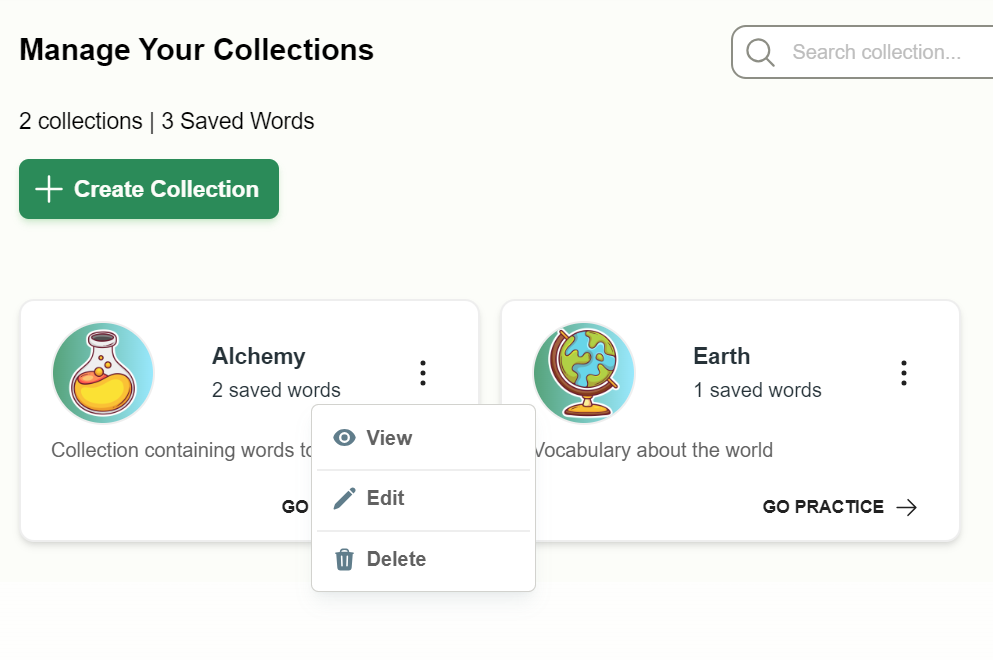 Manage Your Collections
Search collection...
2 collections | 3 Saved Words
Create Collection
Alchemy
2 saved words
Collection containing words to
GO
View
Edit
Delete
Earth
1 saved words
Vocabulary about the world
GO PRACTICE